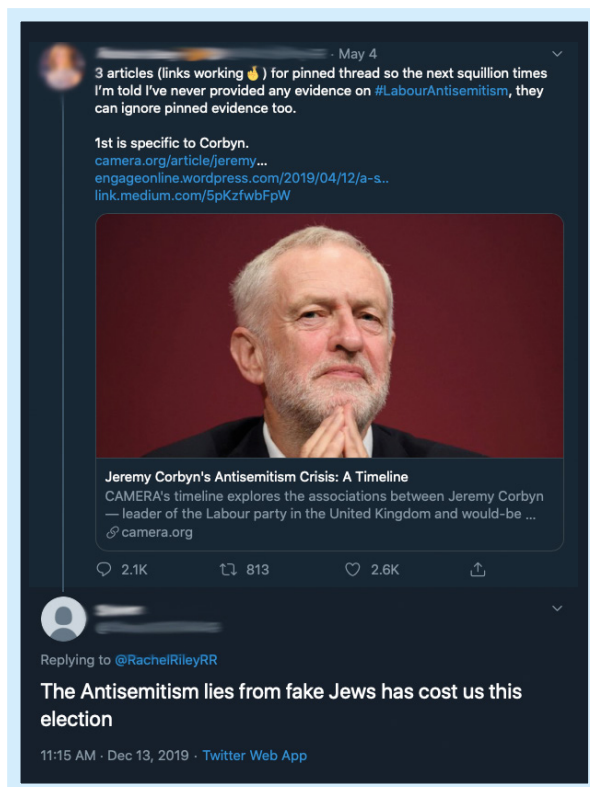 · May 4
3 articles (links working 🤞) for pinned thread so the next squillion times
I'm told I've never provided any evidence on #LabourAntisemitism, they
can ignore pinned evidence too.
1st is specific to Corbyn.
camera.org/article/jeremy...
engageonline.wordpress.com/2019/04/12/a-s...
link.medium.com/5pKzfwbFpW
Jeremy Corbyn's Antisemitism Crisis: A Timeline
CAMERA's timeline explores the associations between Jeremy Corbyn
— leader of the Labour party in the United Kingdom and would-be ...
camera.org
2.1K 813 2.6K
Replying to @RachelRileyRR
The Antisemitism lies from fake Jews has cost us this
election
11:15 AM · Dec 13, 2019 · Twitter Web App